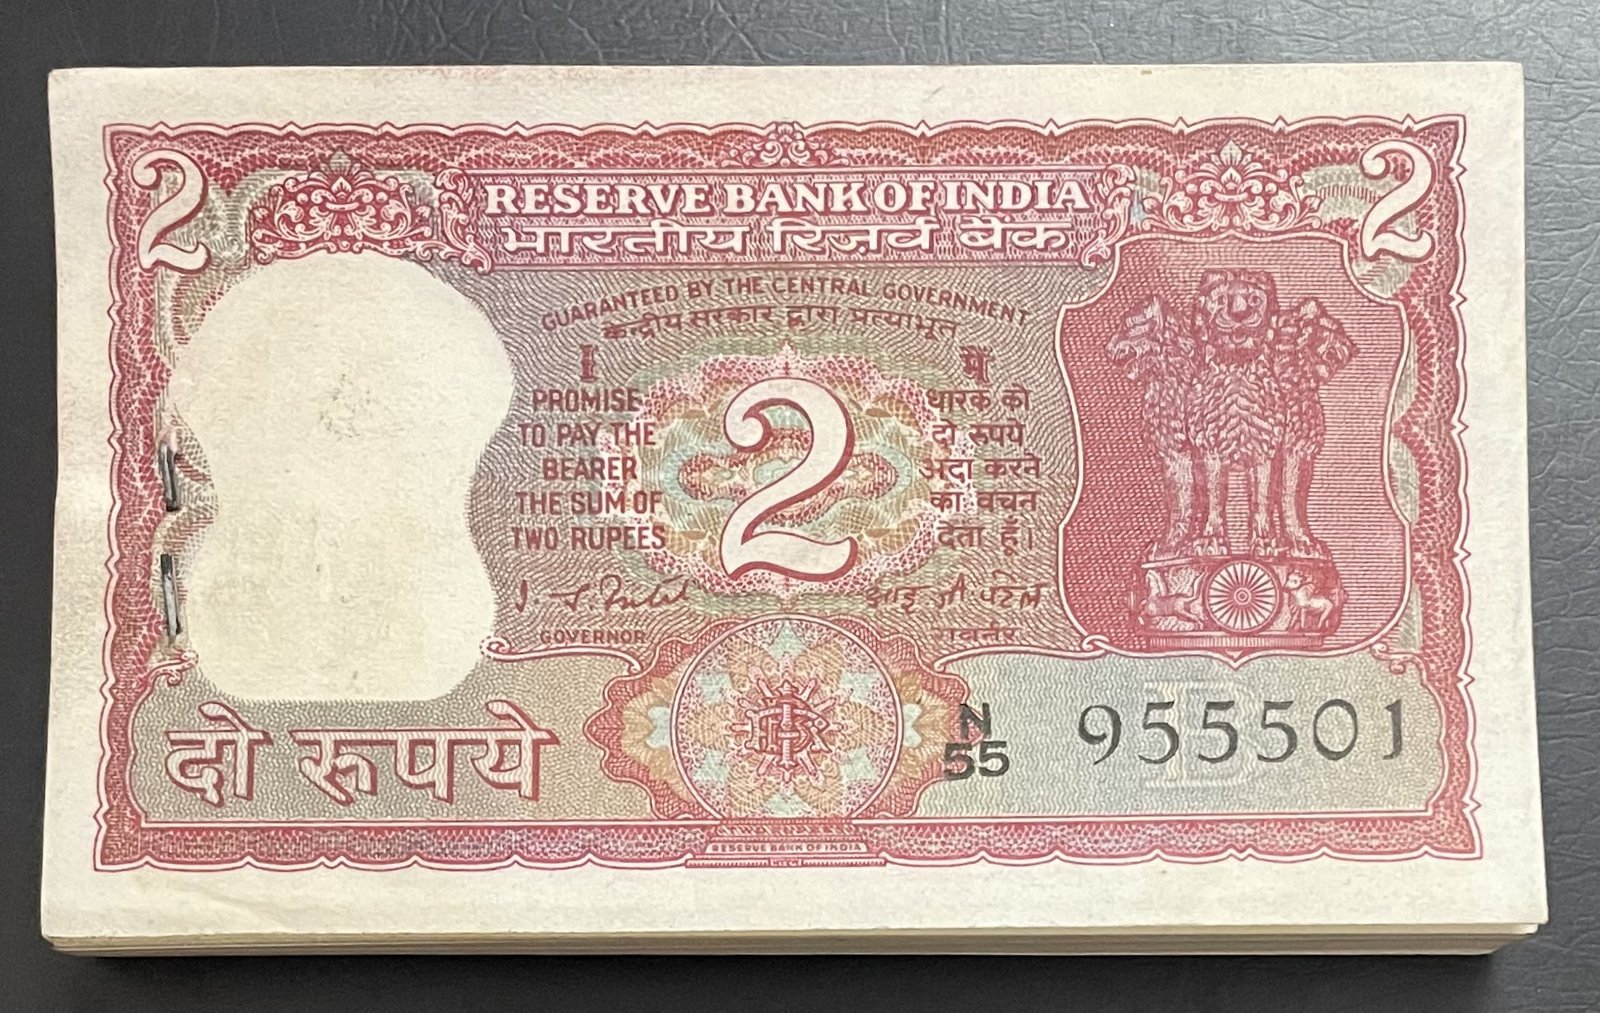 2
2
RESERVE BANK OF INDIA
भारतीय रिज़र्व बैंक
GUARANTEED BY THE CENTRAL GOVERNMENT
केन्द्रीय सरकार द्वारा प्रत्याभूत
I
PROMISE
TO PAY THE
BEARER
THE SUM OF
TWO RUPEES
2
मैं
धारक को
दो रुपये
अदा करने
का वचन
देता हूँ।
आई जी पटेल
GOVERNOR
गवर्नर
दो रूपये
N
55
B
955501
RESERVE BANK OF INDIA